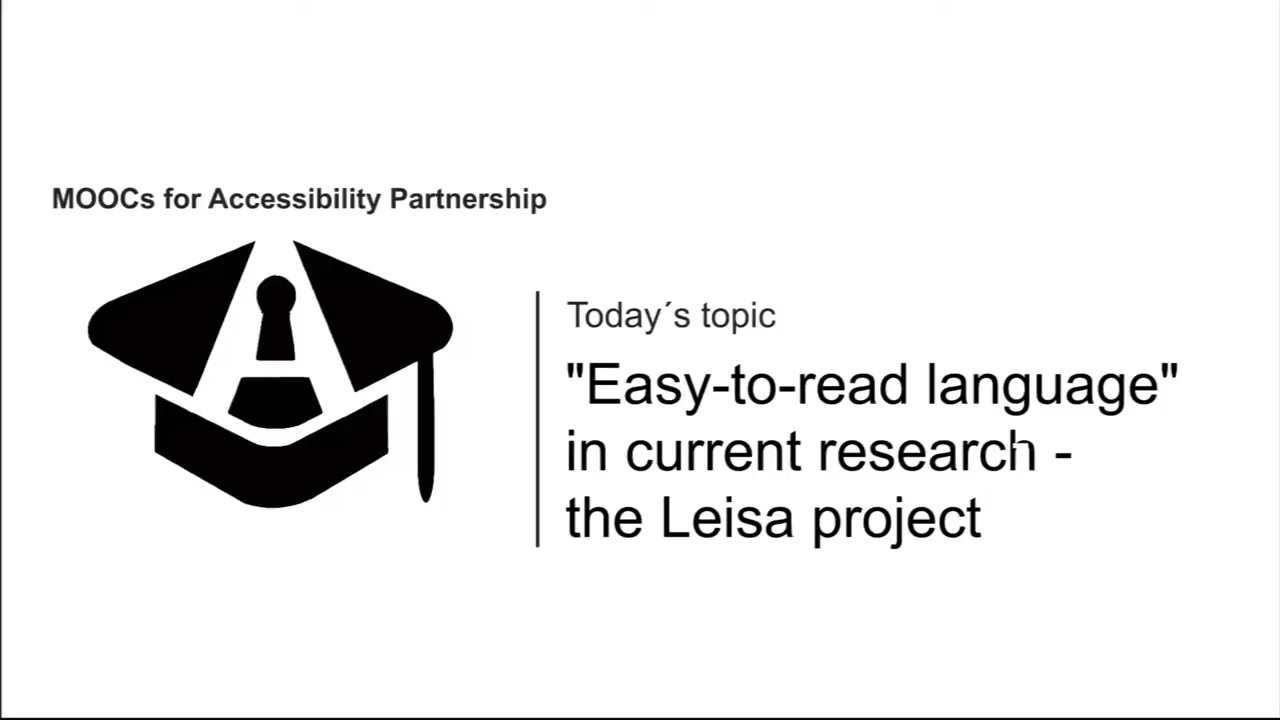 MOOCs for Accessibility Partnership
Today´s topic
"Easy-to-read language"
in current research -
the Leisa project